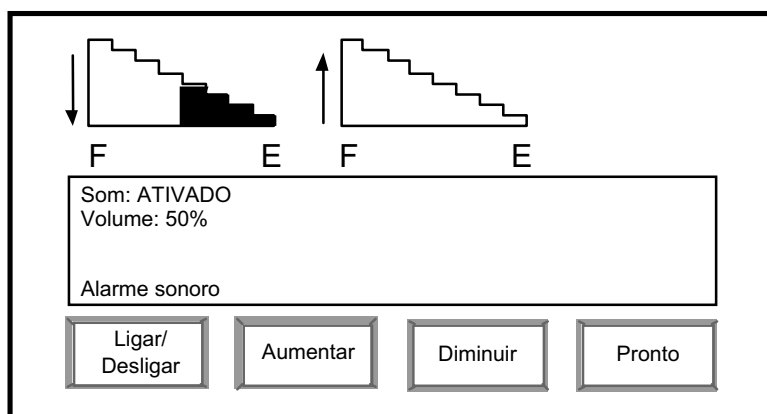 F E F E
Som: ATIVADO
Volume: 50%
Alarme sonoro
Ligar/
Desligar
Aumentar
Diminuir
Pronto